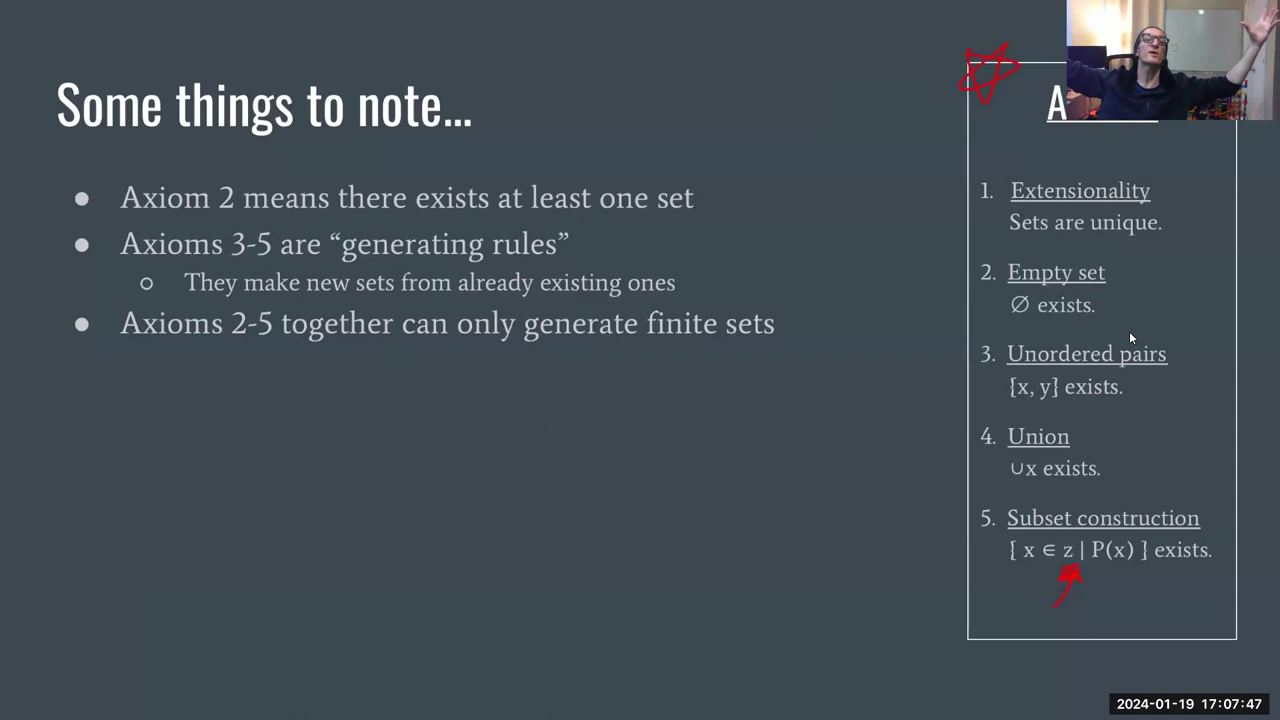 Some things to note...
● Axiom 2 means there exists at least one set
● Axioms 3-5 are “generating rules”
○ They make new sets from already existing ones
● Axioms 2-5 together can only generate finite sets
1. Extensionality
Sets are unique.
2. Empty set
∅ exists.
3. Unordered pairs
{x, y} exists.
4. Union
∪x exists.
5. Subset construction
{ x ∈ z | P(x) } exists.
2024-01-19 17:07:47